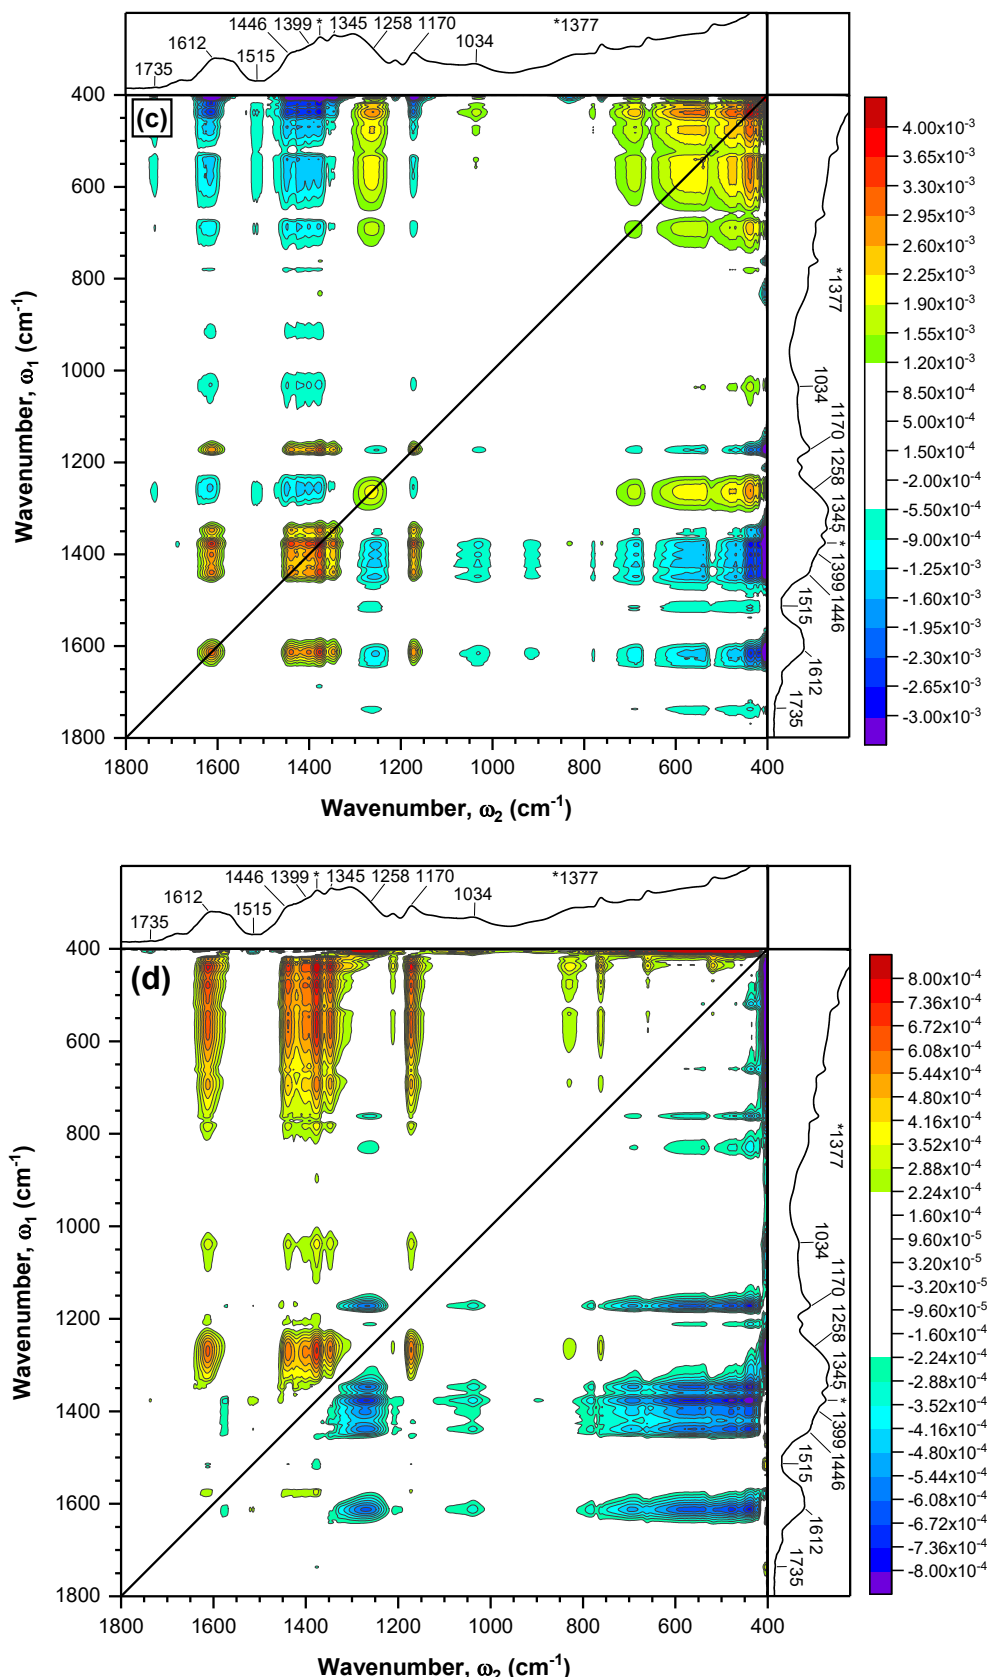 1446 1399 * 1345 1258 *1377
1612 1170
1735 1515 1034
400
(c)
600
800
1000
1200
1400
1600
1800
Wavenumber, ω1 (cm-1)
1800 1600 1400 1200 1000 800 600 400
Wavenumber, ω2 (cm-1)
*1377
1034
1170
1258
1345
*
1399
1446
1515
1612
1735
4.00x10-3
3.65x10-3
3.30x10-3
2.95x10-3
2.60x10-3
2.25x10-3
1.90x10-3
1.55x10-3
1.20x10-3
8.50x10-4
5.00x10-4
1.50x10-4
-2.00x10-4
-5.50x10-4
-9.00x10-4
-1.25x10-3
-1.60x10-3
-1.95x10-3
-2.30x10-3
-2.65x10-3
-3.00x10-3
1446 1399 * 1345 1258 1170 *1377
1612
1735 1515 1034
400
(d)
600
800
1000
1200
1400
1600
1800
Wavenumber, ω1 (cm-1)
1800 1600 1400 1200 1000 800 600 400
Wavenumber, ω2 (cm-1)
*1377
1034
1170
1258
1345
*
1399
1446
1515
1612
1735
8.00x10-4
7.36x10-4
6.72x10-4
6.08x10-4
5.44x10-4
4.80x10-4
4.16x10-4
3.52x10-4
2.88x10-4
2.24x10-4
1.60x10-4
9.60x10-5
3.20x10-5
-3.20x10-5
-9.60x10-5
-1.60x10-4
-2.24x10-4
-2.88x10-4
-3.52x10-4
-4.16x10-4
-4.80x10-4
-5.44x10-4
-6.08x10-4
-6.72x10-4
-7.36x10-4
-8.00x10-4